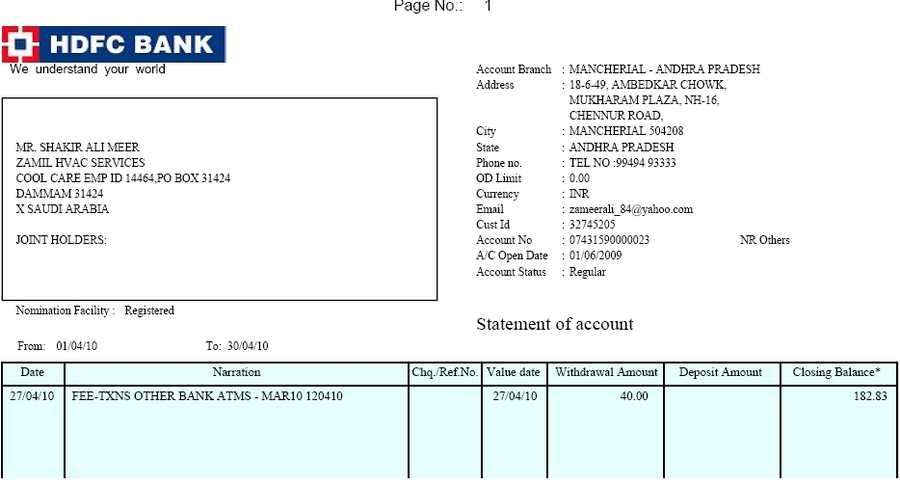 Page No.: 1
HDFC BANK
We understand your world
MR. SHAKIR ALI MEER
ZAMIL HVAC SERVICES
COOL CARE EMP ID 14464,PO BOX 31424
DAMMAM 31424
X SAUDI ARABIA
JOINT HOLDERS:
Account Branch : MANCHERIAL - ANDHRA PRADESH
Address : 18-6-49, AMBEDKAR CHOWK,
MUKHARAM PLAZA, NH-16,
CHENNUR ROAD,
City : MANCHERIAL 504208
State : ANDHRA PRADESH
Phone no. : TEL NO :99494 93333
OD Limit : 0.00
Currency : INR
Email : zameerali_84@yahoo.com
Cust Id : 32745205
Account No : 07431590000023 NR Others
A/C Open Date : 01/06/2009
Account Status : Regular
Nomination Facility : Registered
Statement of account
From: 01/04/10 To: 30/04/10
Date Narration Chq./Ref.No. Value date Withdrawal Amount Deposit Amount Closing Balance*
27/04/10 FEE-TXNS OTHER BANK ATMS - MAR10 120410 27/04/10 40.00 182.83